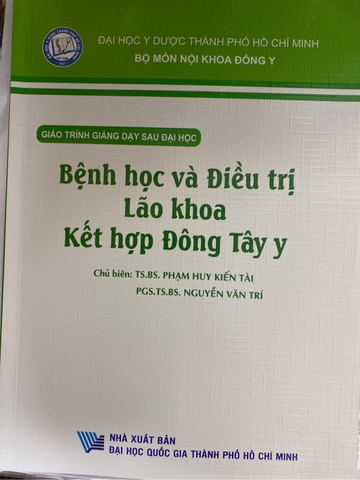 ĐẠI HỌC Y DƯỢC THÀNH PHỐ HỒ CHÍ MINH
BỘ MÔN NỘI KHOA ĐÔNG Y
GIÁO TRÌNH GIẢNG DẠY SAU ĐẠI HỌC
Bệnh học và Điều trị
Lão khoa
Kết hợp Đông Tây y
Chủ biên: TS.BS. PHẠM HUY KIẾN TÀI
PGS.TS.BS. NGUYỄN VĂN TRÍ
NHÀ XUẤT BẢN
ĐẠI HỌC QUỐC GIA THÀNH PHỐ HỒ CHÍ MINH